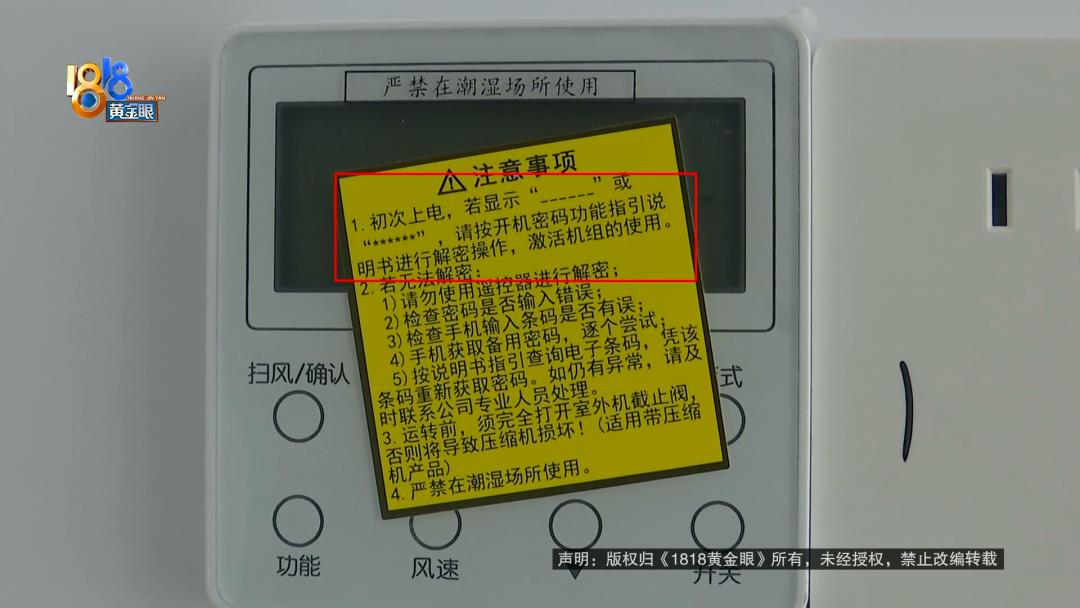 1818
HUANG JIN YAN
黄金眼
严禁在潮湿场所使用
注意事项
1.初次上电，若显示“------”或
“******”，请按开机密码功能指引说
明书进行解密操作，激活机组的使用。
2.若无法解密：
1)请勿使用遥控器进行解密；
2)检查密码是否输入错误；
3)检查手机输入条码是否有误；
4)手机获取备用密码，逐个尝试；
5)按说明书指引查询电子条码，凭该
条码重新获取密码。如仍有异常，请及
时联系公司专业人员处理。
3.运转前，须完全打开室外机截止阀，
否则将导致压缩机损坏！(适用带压缩
机产品)
4.严禁在潮湿场所使用。
扫风/确认
式
功能
风速
开关
声明：版权归《1818黄金眼》所有，未经授权，禁止改编转载